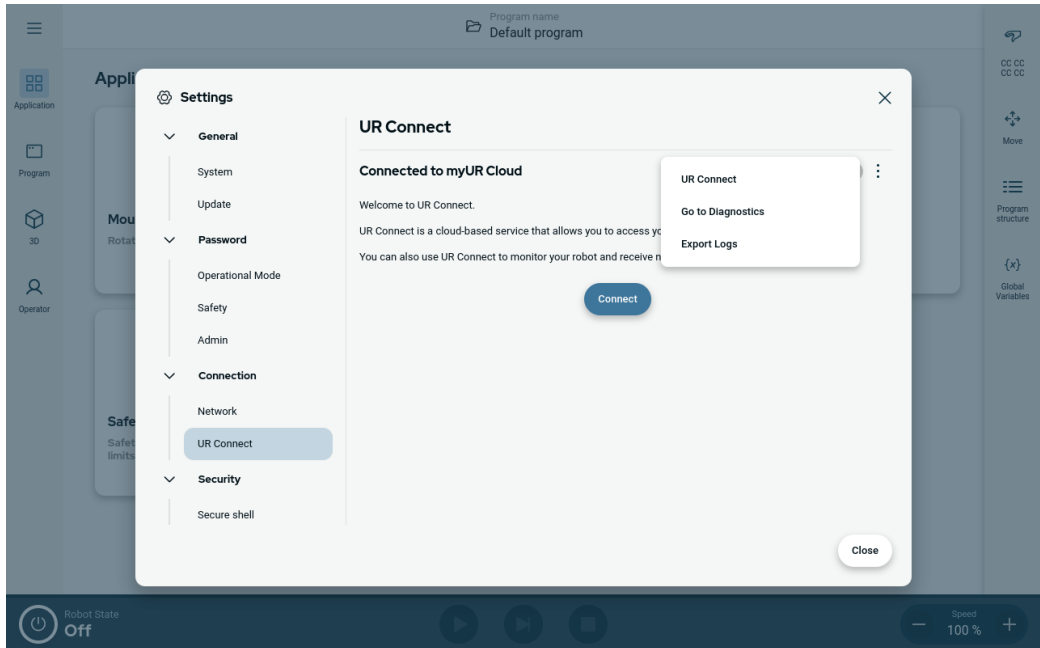 Program name
Default program
Application
Program
3D
Operator
Appli
Mou
Rotat
Safe
Safet
limits
Settings
General
System
Update
Password
Operational Mode
Safety
Admin
Connection
Network
UR Connect
Security
Secure shell
UR Connect
Connected to myUR Cloud
Welcome to UR Connect.
UR Connect is a cloud-based service that allows you to access yo
You can also use UR Connect to monitor your robot and receive n
UR Connect
Go to Diagnostics
Export Logs
Connect
Close
CC CC
CC CC
Move
Program
structure
{x}
Global
Variables
Robot State
Off
Speed
100 %